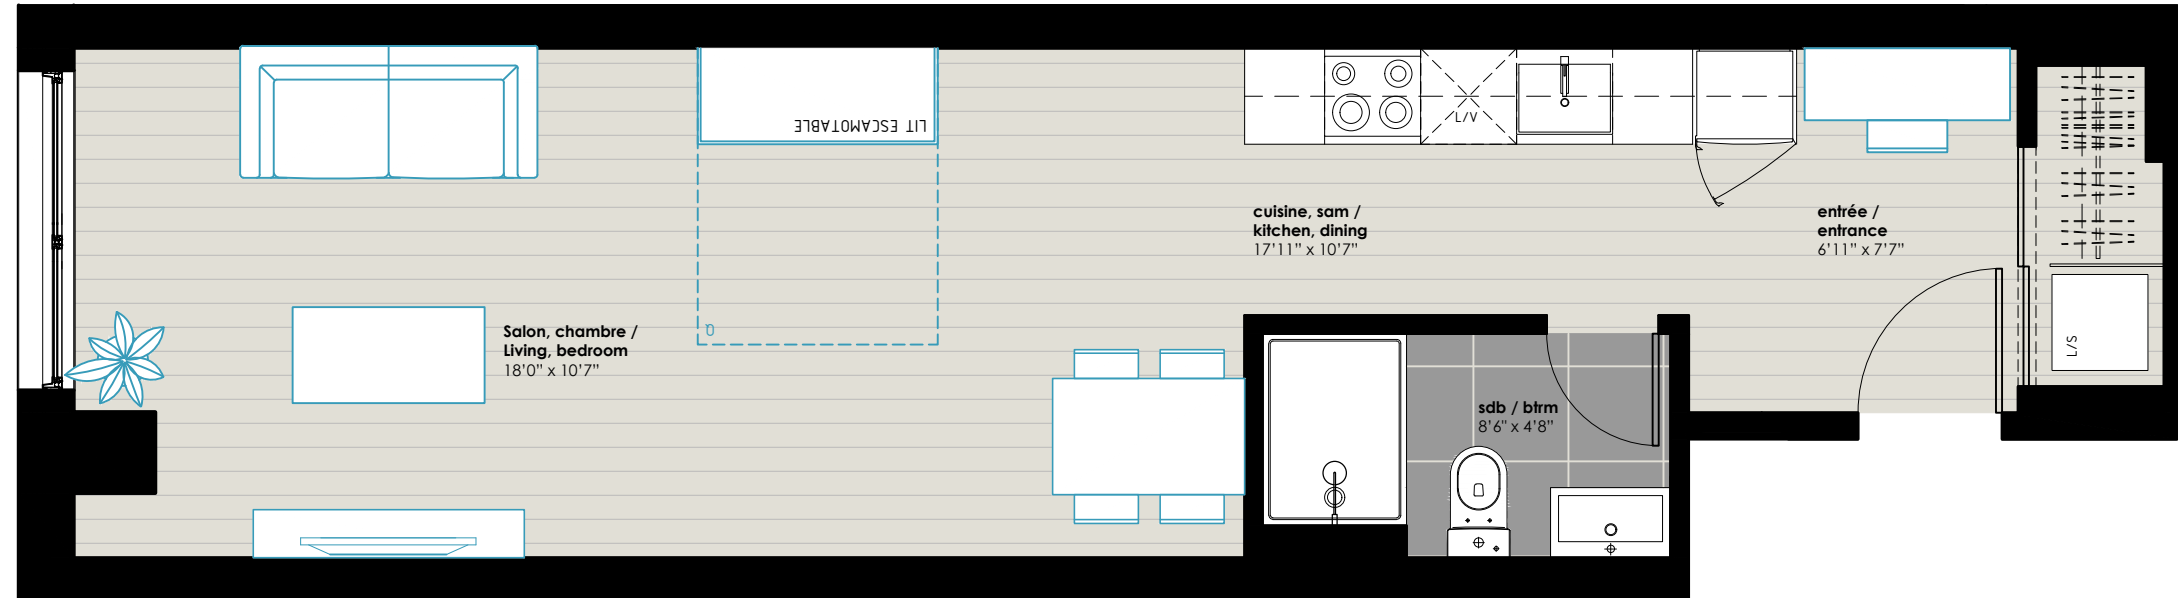 LIT ESCAMOTABLE
Q
Salon, chambre /
Living, bedroom
18'0" x 10'7"
L/V
cuisine, sam /
kitchen, dining
17'11" x 10'7"
entrée /
entrance
6'11" x 7'7"
sdb / btrm
8'6" x 4'8"
L/S